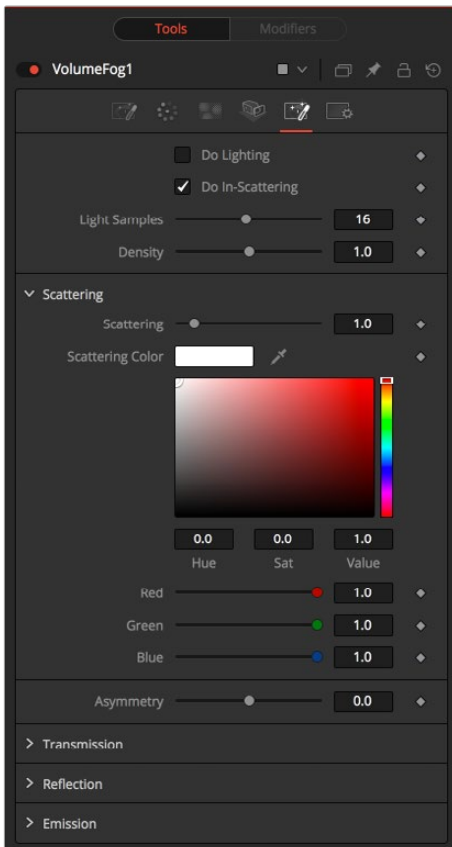 Tools Modifiers
VolumeFog1
Do Lighting
Do In-Scattering
Light Samples 16
Density 1.0
Scattering
Scattering 1.0
Scattering Color
0.0 0.0 1.0
Hue Sat Value
Red 1.0
Green 1.0
Blue 1.0
Asymmetry 0.0
Transmission
Reflection
Emission